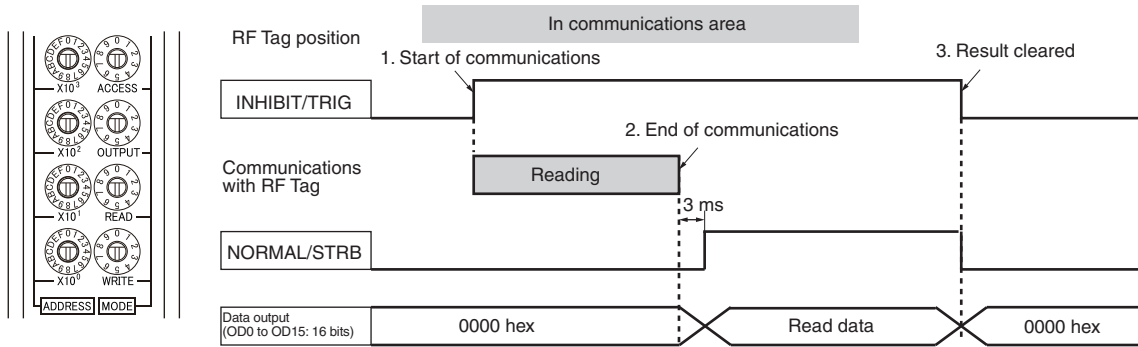 X10³ ACCESS
X10² OUTPUT
X10¹ READ
X10⁰ WRITE
ADDRESS MODE
In communications area
RF Tag position
1. Start of communications
3. Result cleared
INHIBIT/TRIG
2. End of communications
Communications
with RF Tag
Reading
3 ms
NORMAL/STRB
Data output
(OD0 to OD15: 16 bits)
0000 hex
Read data
0000 hex